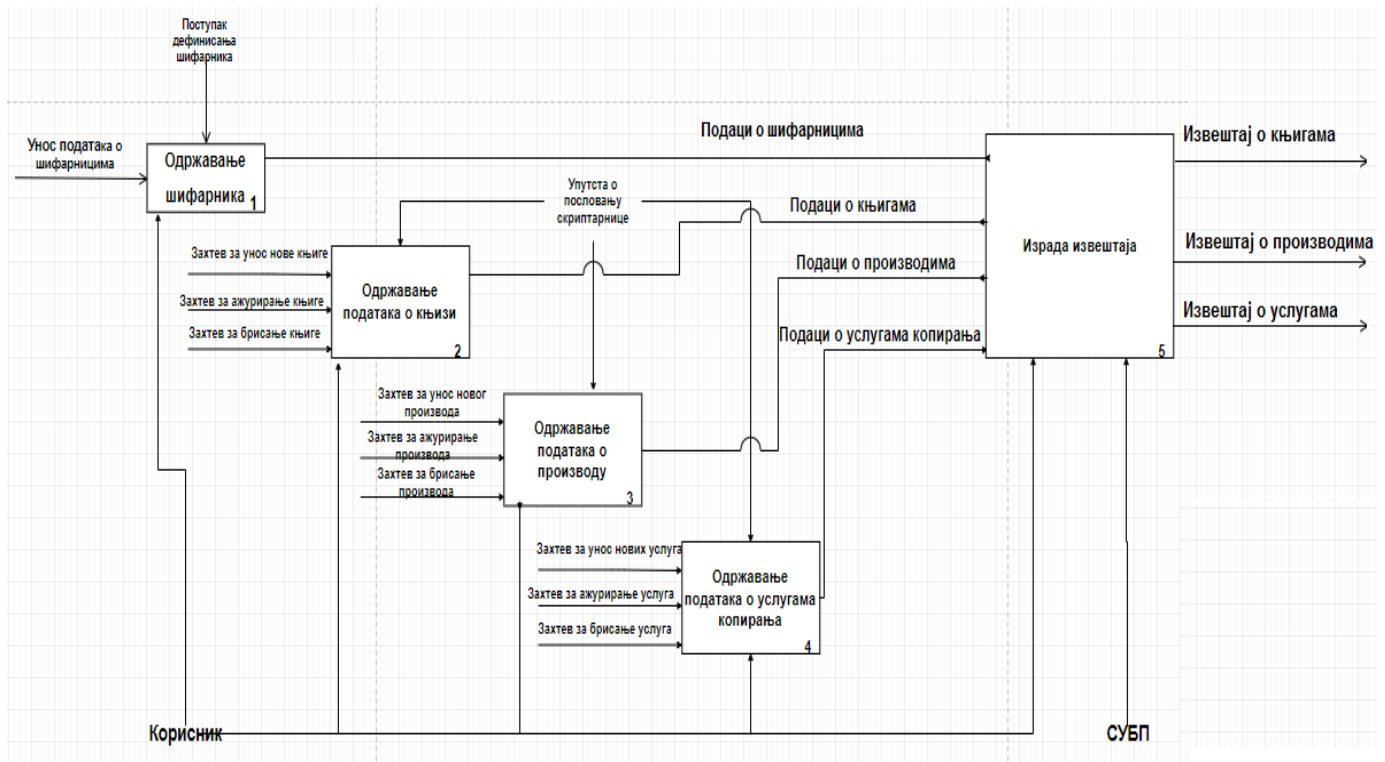 Поступак
дефинисања
шифарника
Унос података о
шифарницима
Одржавање
шифарника
1
Подаци о шифарницима
Извештај о књигама
Упутста о
пословању
скриптарнице
Подаци о књигама
Захтев за унос нове књиге
Захтев за ажурирање књиге
Захтев за брисање књиге
Одржавање
података о књизи
2
Подаци о производима
Израда извештаја
5
Извештај о производима
Извештај о услугама
Подаци о услугама копирања
Захтев за унос новог
производа
Захтев за ажурирање
производа
Захтев за брисање
производа
Одржавање
података о
производу
3
Захтев за унос нових услуга
Захтев за ажурирање услуга
Захтев за брисање услуга
Одржавање
података о услугама
копирања
4
Корисник
СУБП